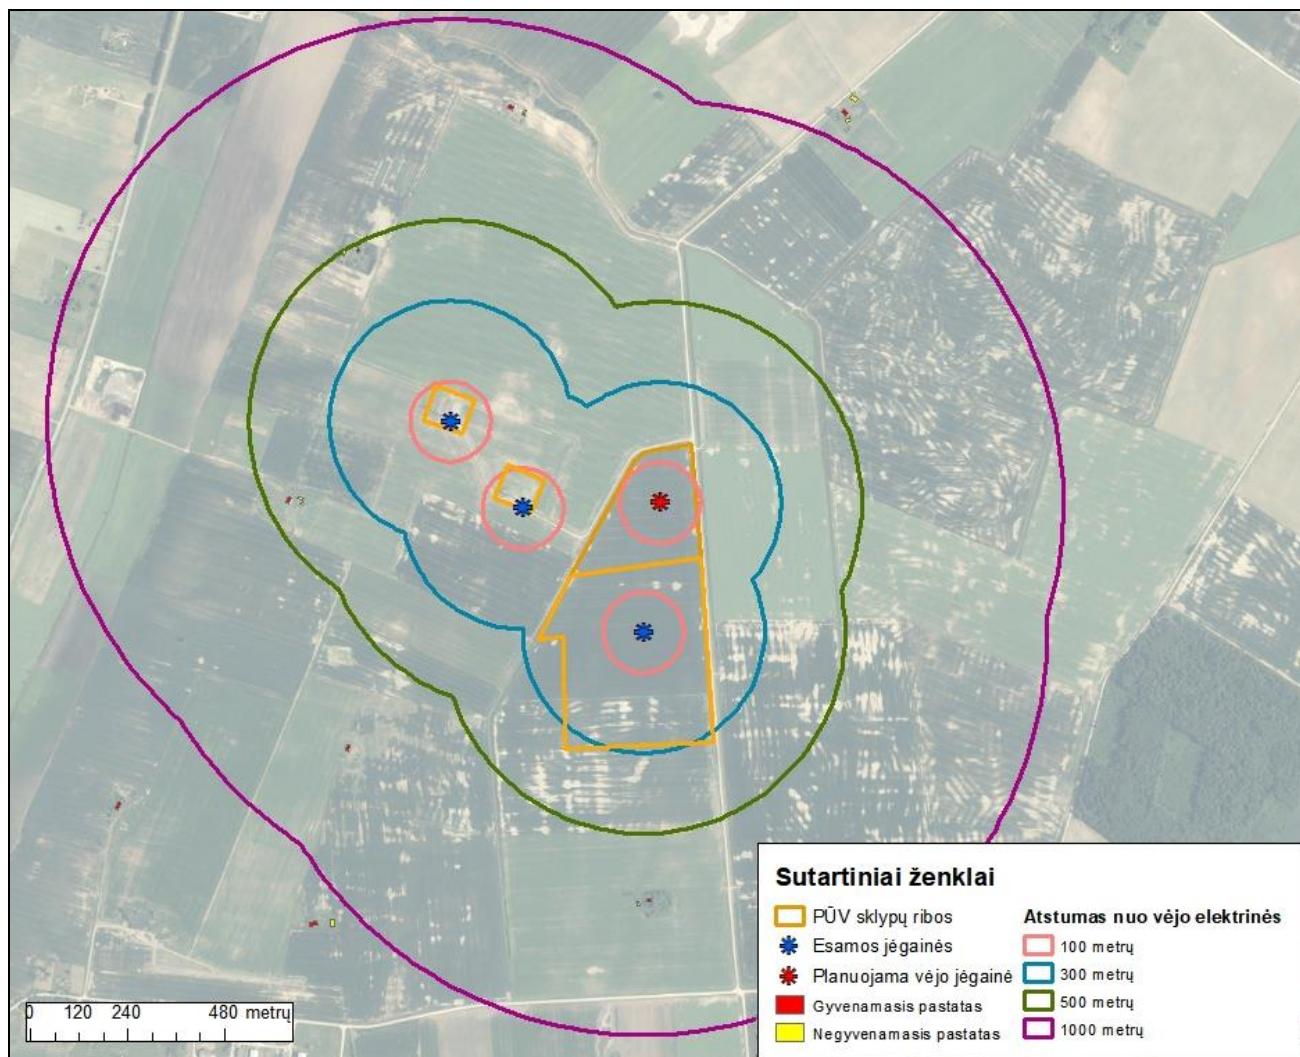 Sutartiniai ženklai
PŪV sklypų ribos
Esamos jėgainės
Planuojama vėjo jėgainė
Gyvenamasis pastatas
Negyvenamasis pastatas
Atstumas nuo vėjo elektrinės
100 metrų
300 metrų
500 metrų
1000 metrų
0 120 240 480 metrų